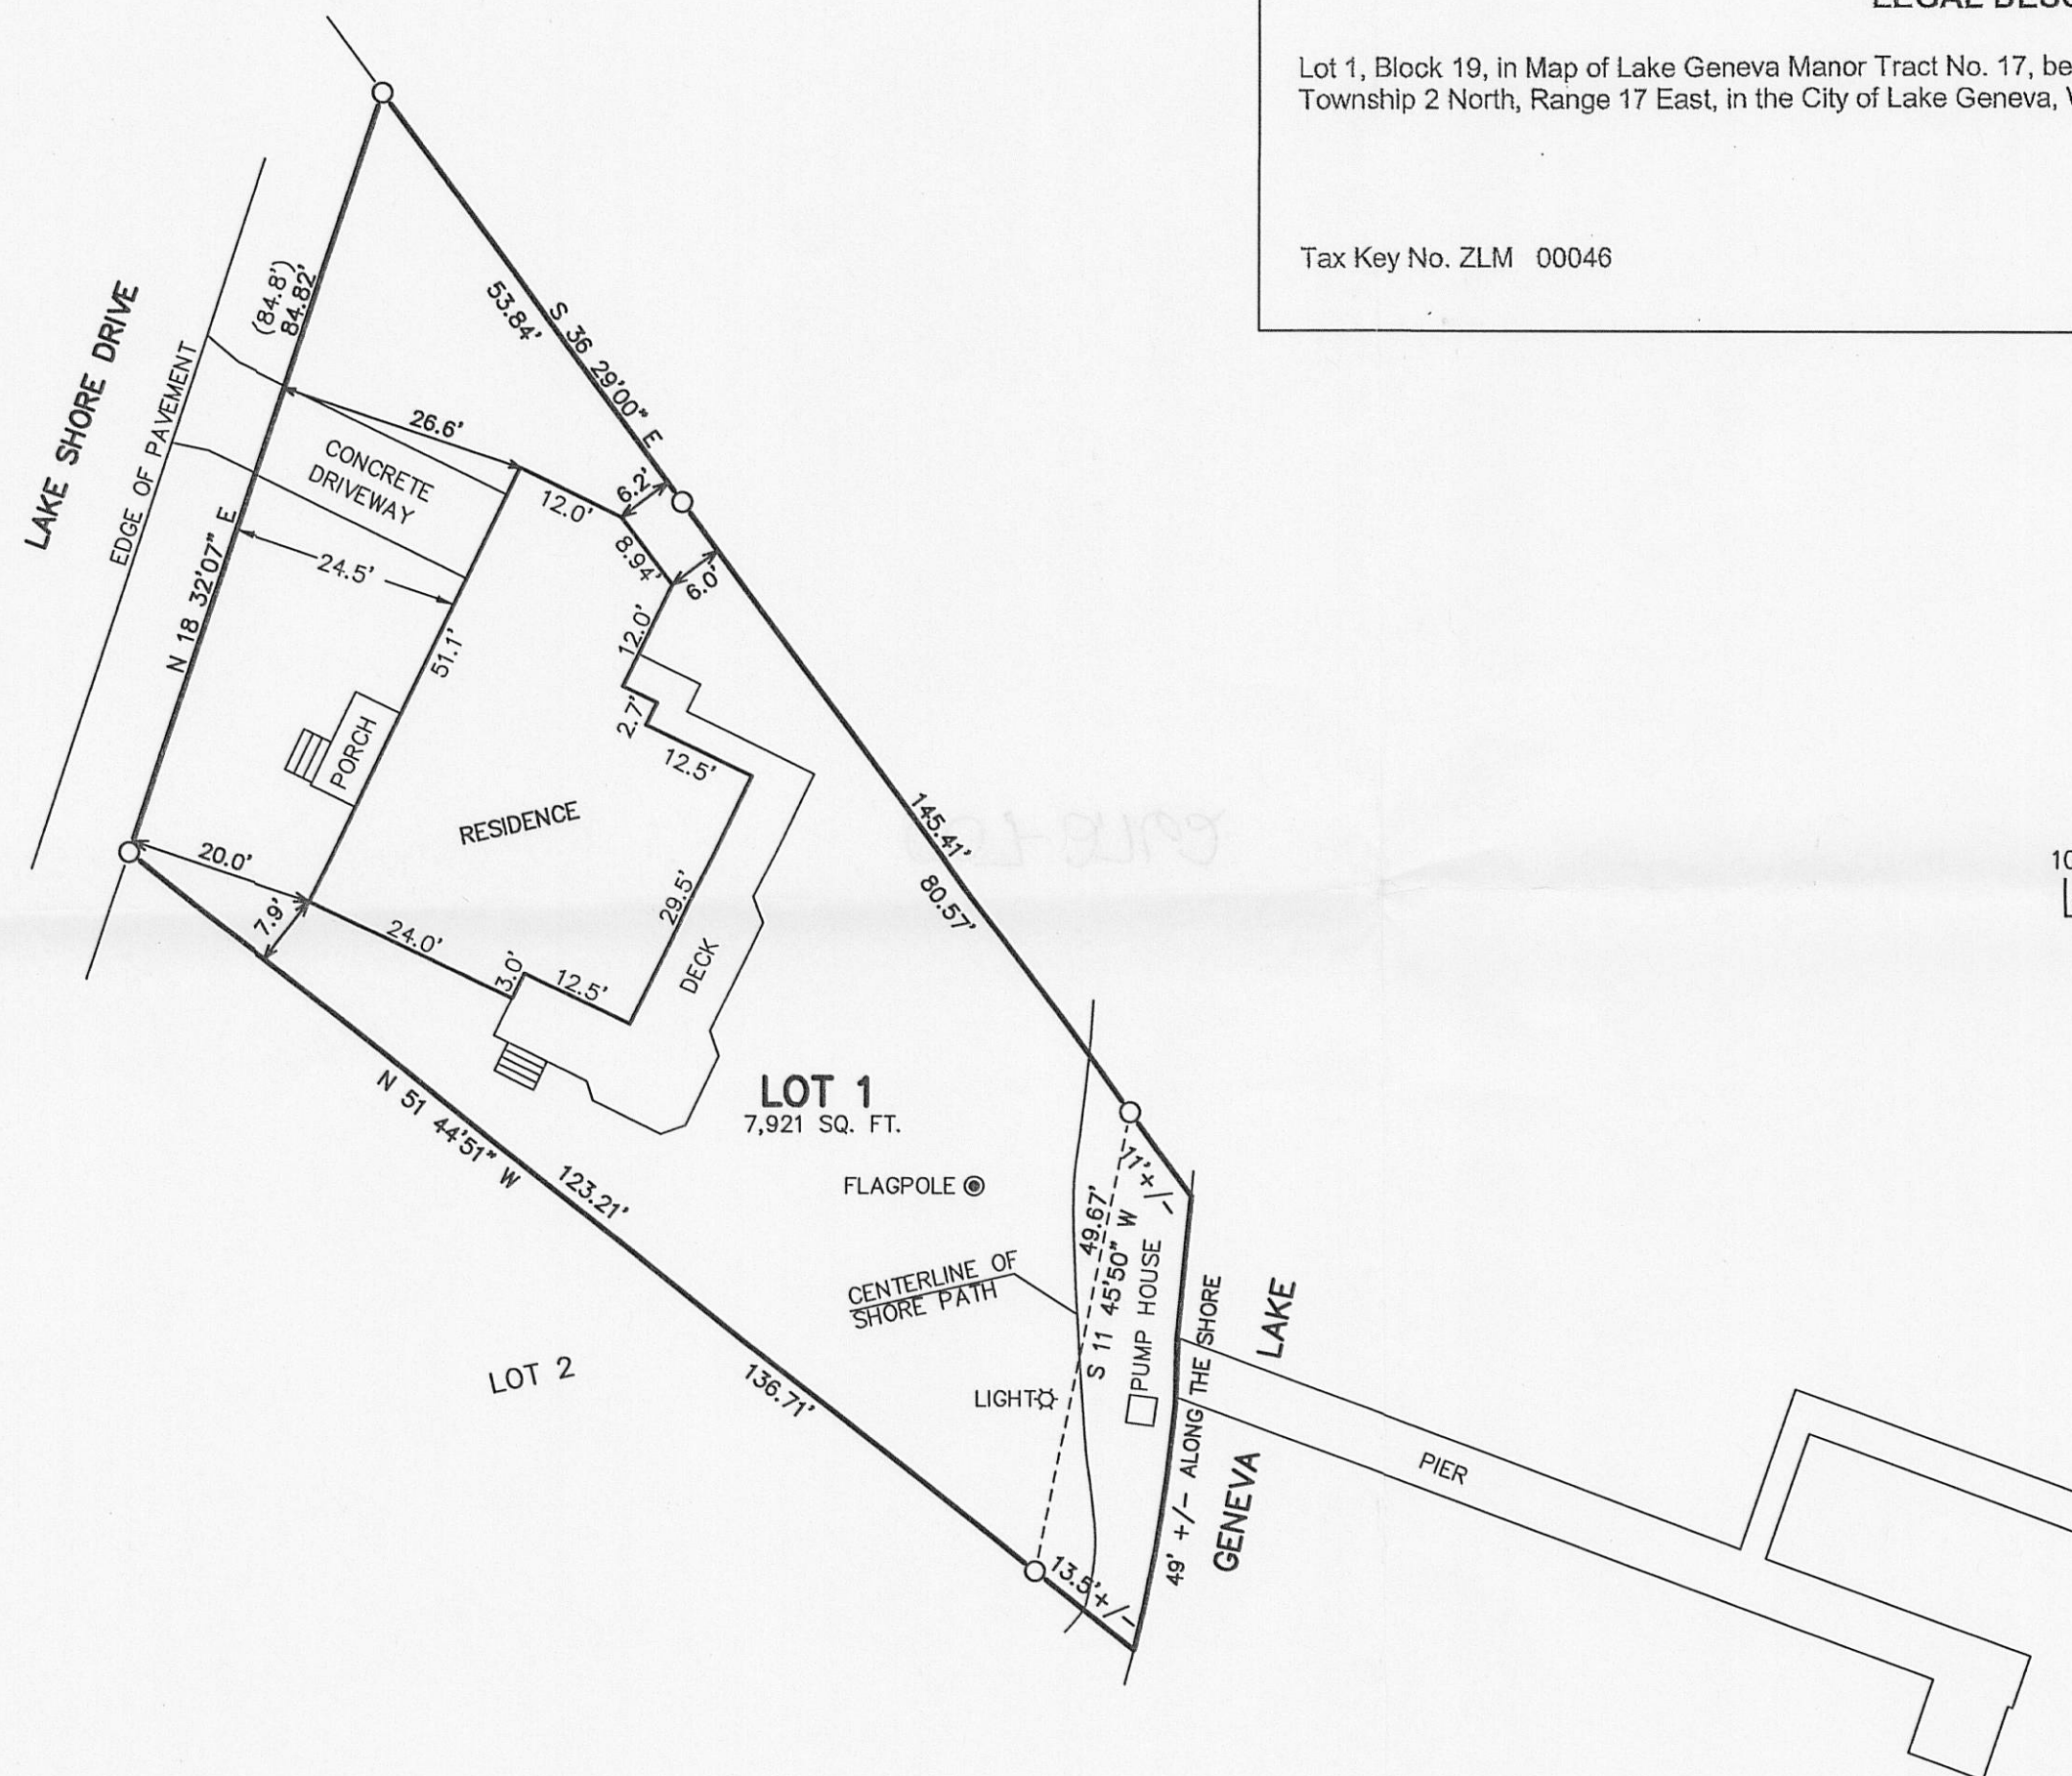 Lot 1, Block 19, in Map of Lake Geneva Manor Tract No. 17, be
Township 2 North, Range 17 East, in the City of Lake Geneva,
Tax Key No. ZLM 00046
LAKE SHORE DRIVE
EDGE OF PAVEMENT
(84.8')
84.82'
N 18 32'07" E
53.84'
S 36 29'00" E
26.6'
CONCRETE
DRIVEWAY
12.0'
6.2'
8.94'
6.0'
24.5'
12.0'
51.1'
2.7'
12.5'
PORCH
RESIDENCE
145.41'
80.57'
20.0'
7.9'
24.0'
3.0'
12.5'
29.5'
DECK
10
LOT 1
7,921 SQ. FT.
N 51 44'51" W
123.21'
136.71'
FLAGPOLE
11'+/-
49.67'
S 11 45'50" W
CENTERLINE OF
SHORE PATH
PUMP HOUSE
LIGHT
49' +/- ALONG THE SHORE
LAKE
GENEVA
LOT 2
PIER
13.5'+/-